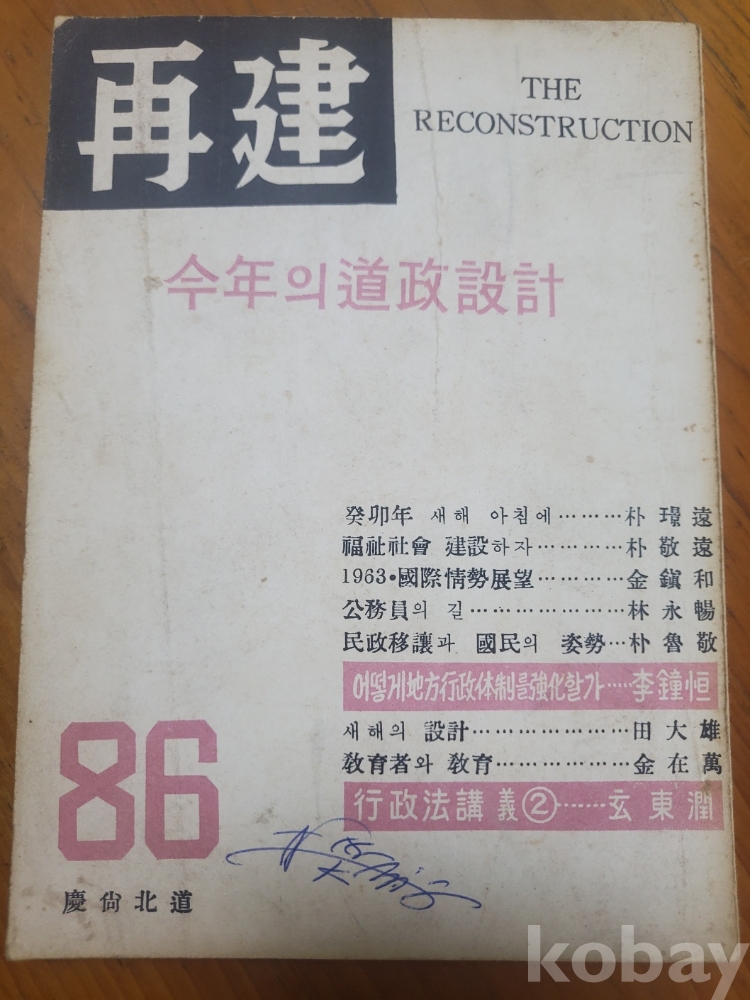 再建
THE
RECONSTRUCTION
今年의道政設計
癸卯年 새해 아침에………朴璟遠
福祉社會 建設하자………朴敬遠
1963·國際情勢展望………金鎭和
公務員의 길………………林永暢
民政移讓과 國民의 姿勢…朴魯敬
어떻게地方行政体制를强化할가……李鐘恒
새해의 設計………………田大雄
敎育者와 敎育……………金在萬
行政法講義②……玄東潤
86
慶尙北道
kobay